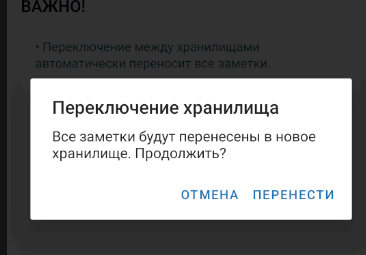 ВАЖНО!
• Переключение между хранилищами
автоматически переносит все заметки.
Переключение хранилища
Все заметки будут перенесены в новое
хранилище. Продолжить?
ОТМЕНА ПЕРЕНЕСТИ